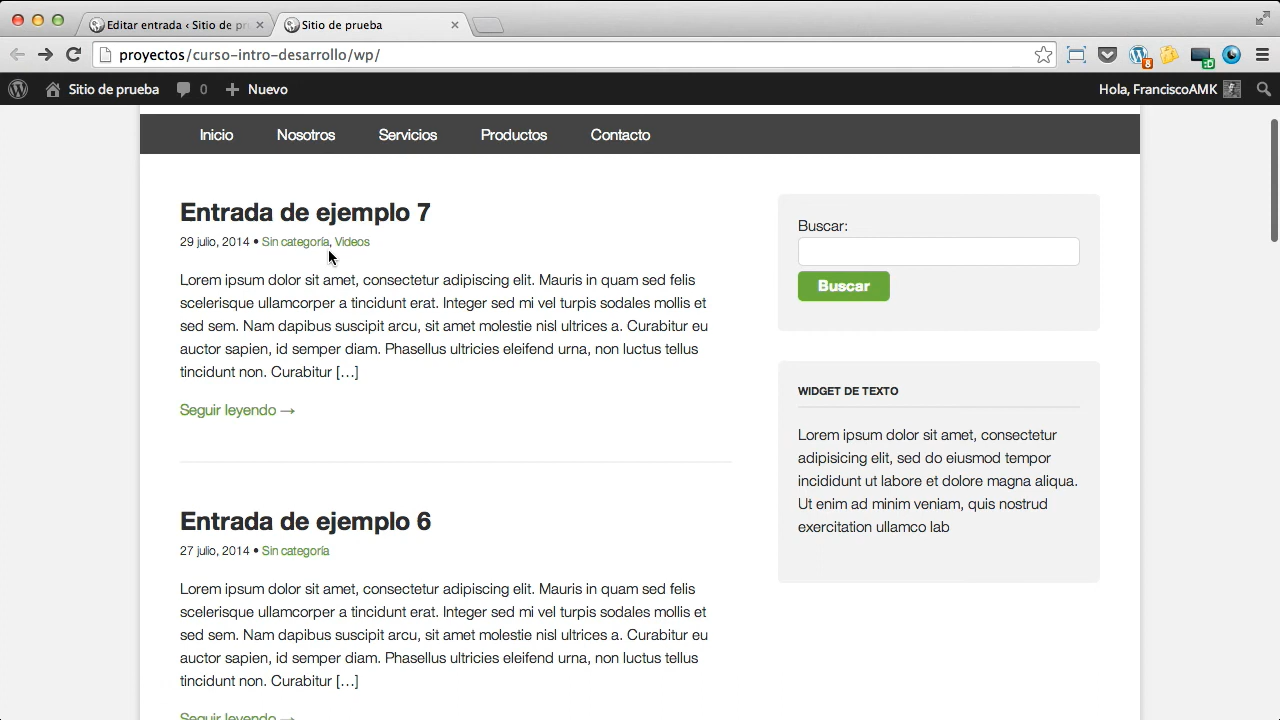 Editar entrada ‹ Sitio de pr
Sitio de prueba
proyectos/curso-intro-desarrollo/wp/
8
:D
Sitio de prueba
0
Nuevo
Hola, FranciscoAMK
Inicio
Nosotros
Servicios
Productos
Contacto
Entrada de ejemplo 7
29 julio, 2014 • Sin categoría, Videos
Lorem ipsum dolor sit amet, consectetur adipiscing elit. Mauris in quam sed felis
scelerisque ullamcorper a tincidunt erat. Integer sed mi vel turpis sodales mollis et
sed sem. Nam dapibus suscipit arcu, sit amet molestie nisl ultrices a. Curabitur eu
auctor sapien, id semper diam. Phasellus ultricies eleifend urna, non luctus tellus
tincidunt non. Curabitur […]
Seguir leyendo →
Entrada de ejemplo 6
27 julio, 2014 • Sin categoría
Lorem ipsum dolor sit amet, consectetur adipiscing elit. Mauris in quam sed felis
scelerisque ullamcorper a tincidunt erat. Integer sed mi vel turpis sodales mollis et
sed sem. Nam dapibus suscipit arcu, sit amet molestie nisl ultrices a. Curabitur eu
auctor sapien, id semper diam. Phasellus ultricies eleifend urna, non luctus tellus
tincidunt non. Curabitur […]
Seguir leyendo →
Buscar:
Buscar
WIDGET DE TEXTO
Lorem ipsum dolor sit amet, consectetur
adipisicing elit, sed do eiusmod tempor
incididunt ut labore et dolore magna aliqua.
Ut enim ad minim veniam, quis nostrud
exercitation ullamco lab